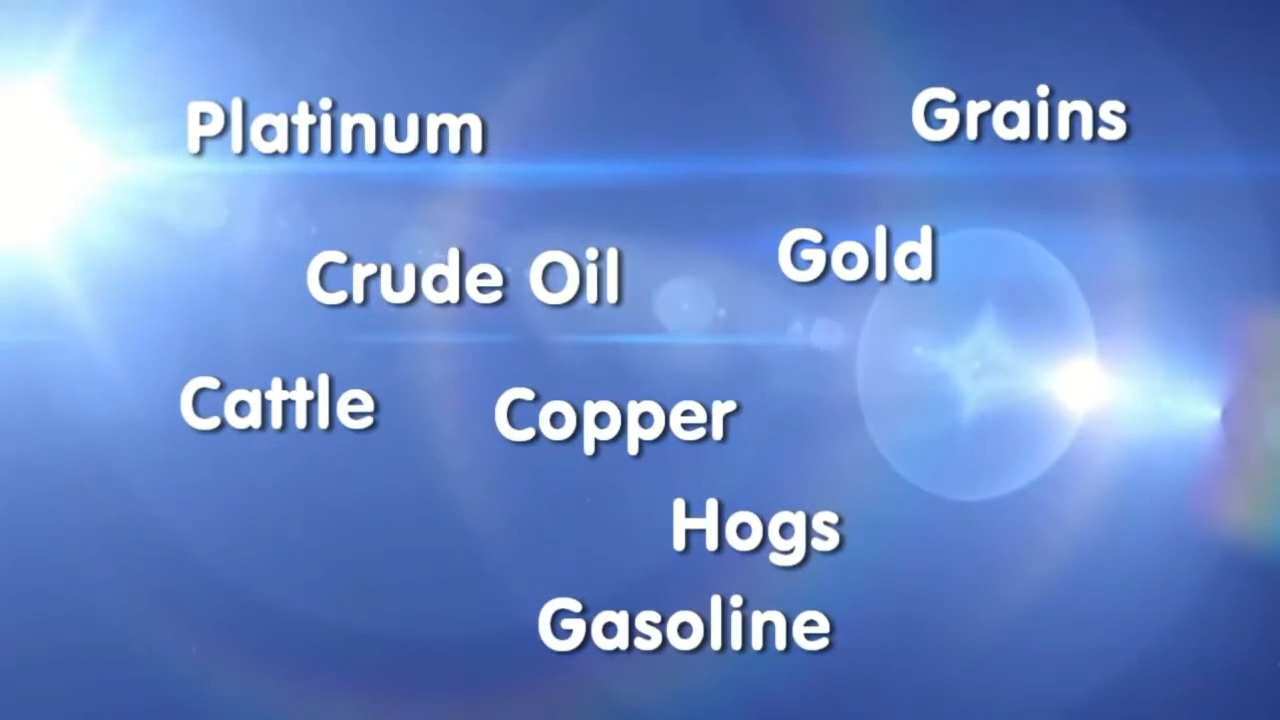 Platinum
Grains
Crude Oil
Gold
Cattle
Copper
Hogs
Gasoline